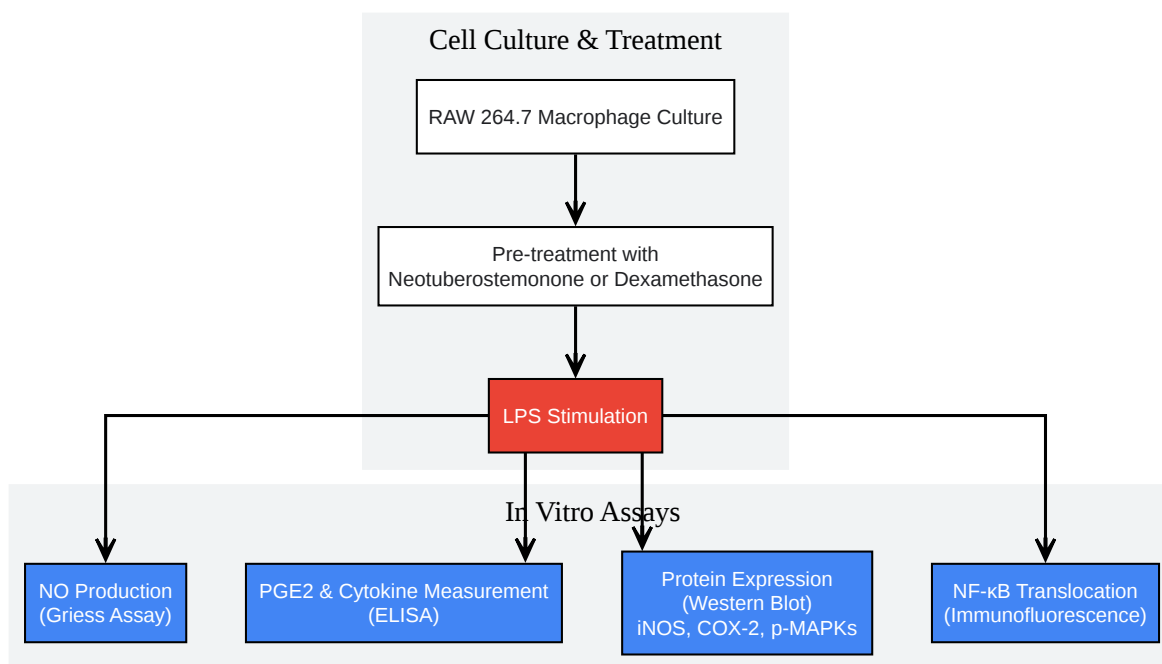 Cell Culture & Treatment
RAW 264.7 Macrophage Culture
Pre-treatment with
Neotuberostemonone or Dexamethasone
LPS Stimulation
In Vitro Assays
NO Production
(Griess Assay)
PGE2 & Cytokine Measurement
(ELISA)
Protein Expression
(Western Blot)
iNOS, COX-2, p-MAPKs
NF-κB Translocation
(Immunofluorescence)